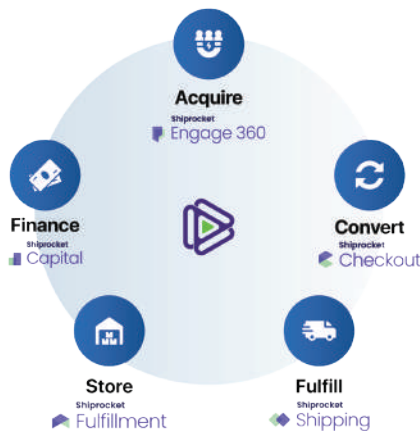 Acquire
Shiprocket
Engage 360
Convert
Shiprocket
Checkout
Fulfill
Shiprocket
Shipping
Store
Shiprocket
Fulfillment
Finance
Shiprocket
Capital